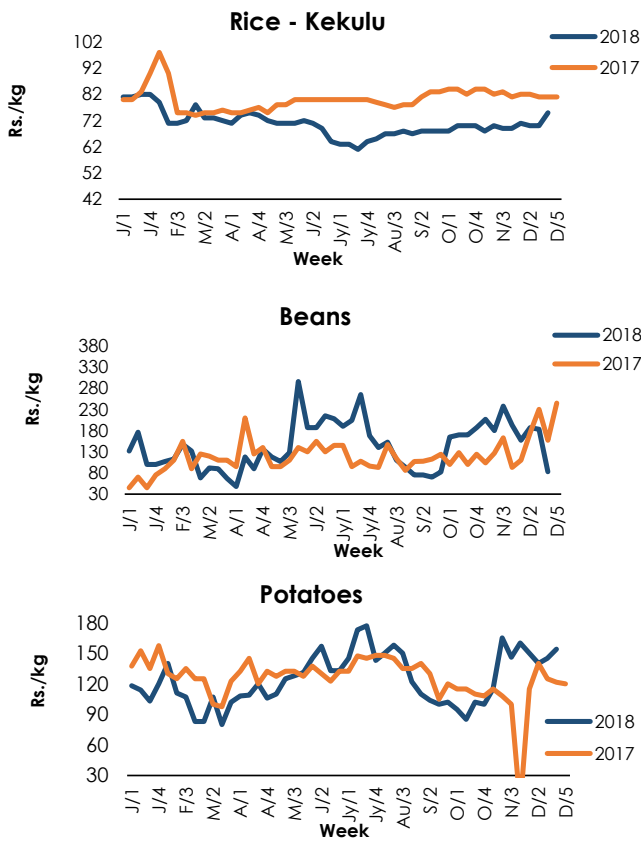 Rice - Kekulu
2018
2017
Rs./kg
102
92
82
72
62
52
42
J/1
J/4
F/3
M/2
A/1
A/4
M/3
J/2
Jy/1
Jy/4
Au/3
S/2
O/1
O/4
N/3
D/2
D/5
Week
Beans
2018
2017
Rs./kg
380
330
280
230
180
130
80
30
J/1
J/4
F/3
M/2
A/1
A/4
M/3
J/2
Jy/1
Jy/4
Au/3
S/2
O/1
O/4
N/3
D/2
D/5
Week
Potatoes
Rs./kg
180
150
120
90
60
30
2018
2017
J/1
J/4
F/3
M/2
A/1
A/4
M/3
J/2
Jy/1
Jy/4
Au/3
S/2
O/1
O/4
N/3
D/2
D/5
Week